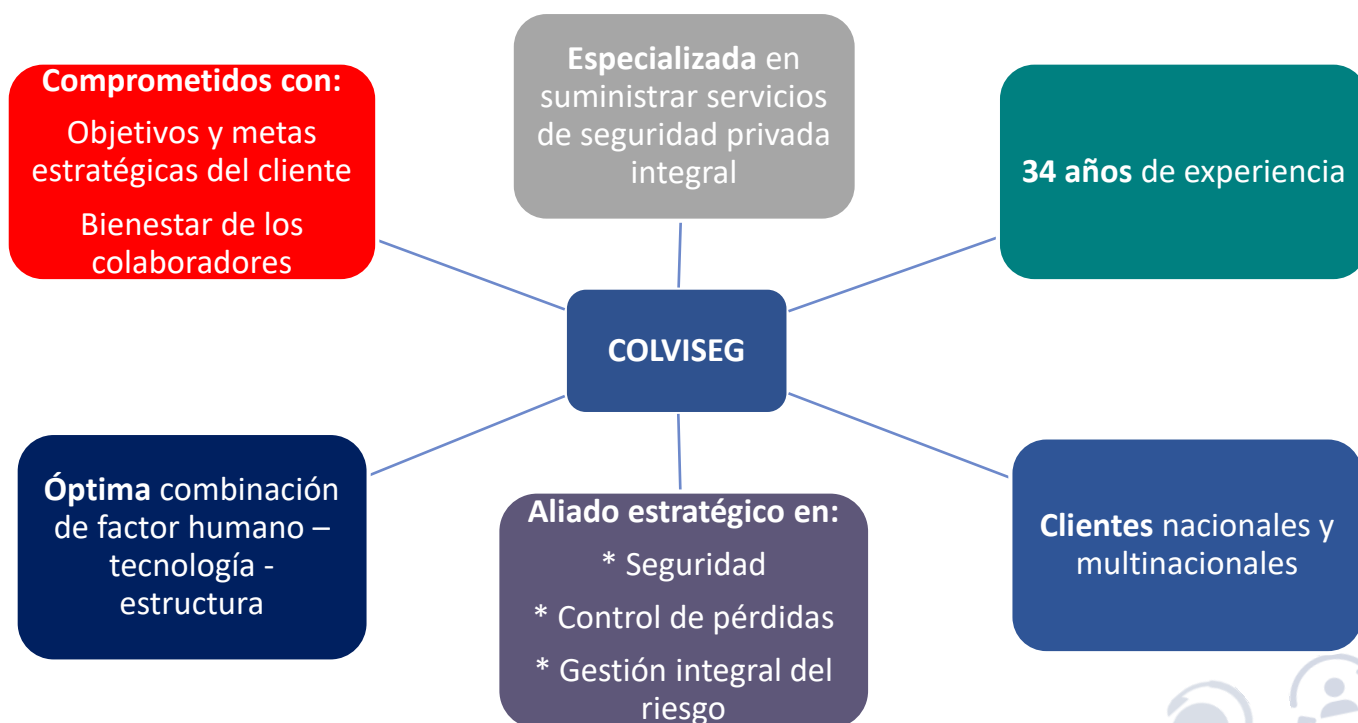 Comprometidos con:
Objetivos y metas
estratégicas del cliente
Bienestar de los
colaboradores
Especializada en
suministrar servicios
de seguridad privada
integral
34 años de experiencia
COLVISEG
Óptima combinación
de factor humano –
tecnología -
estructura
Aliado estratégico en:
* Seguridad
* Control de pérdidas
* Gestión integral del
riesgo
Clientes nacionales y
multinacionales